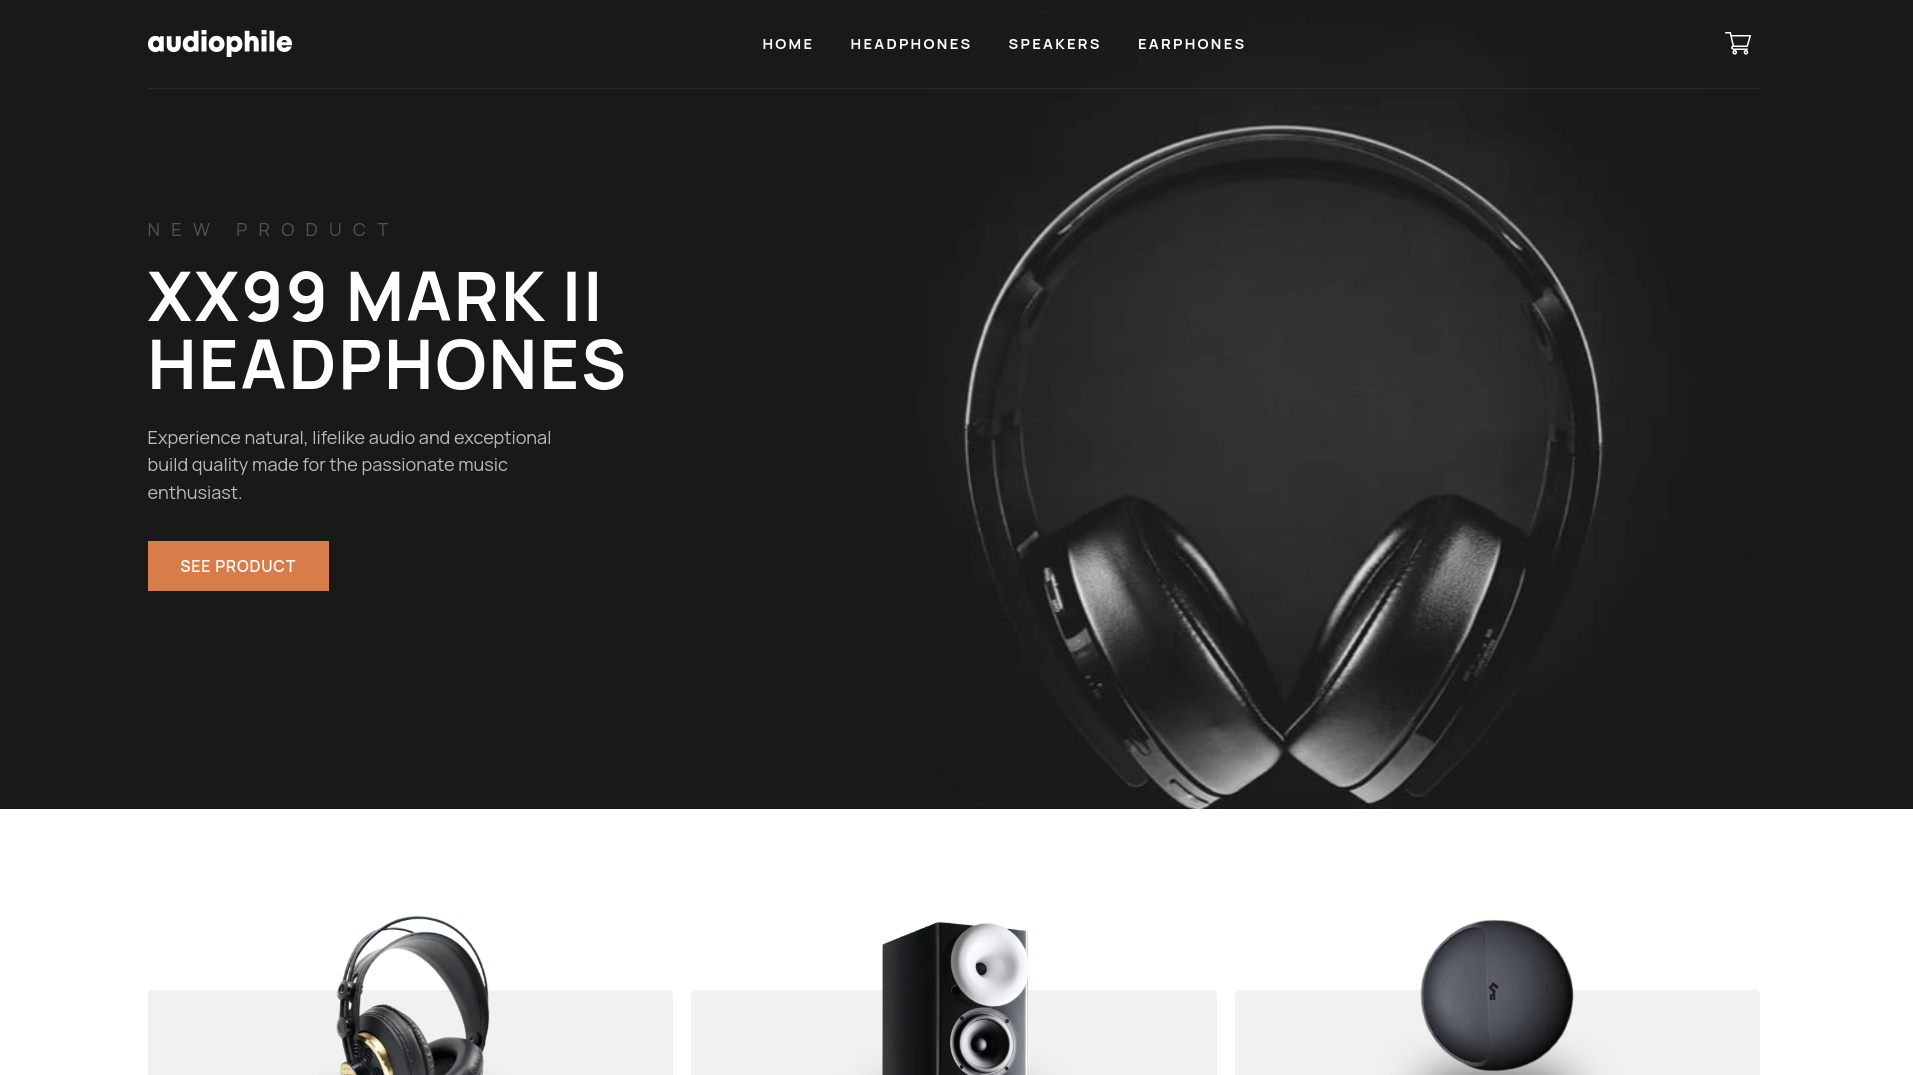 audiophile
HOME HEADPHONES SPEAKERS EARPHONES
NEW PRODUCT
XX99 MARK II
HEADPHONES
Experience natural, lifelike audio and exceptional
build quality made for the passionate music
enthusiast.
SEE PRODUCT